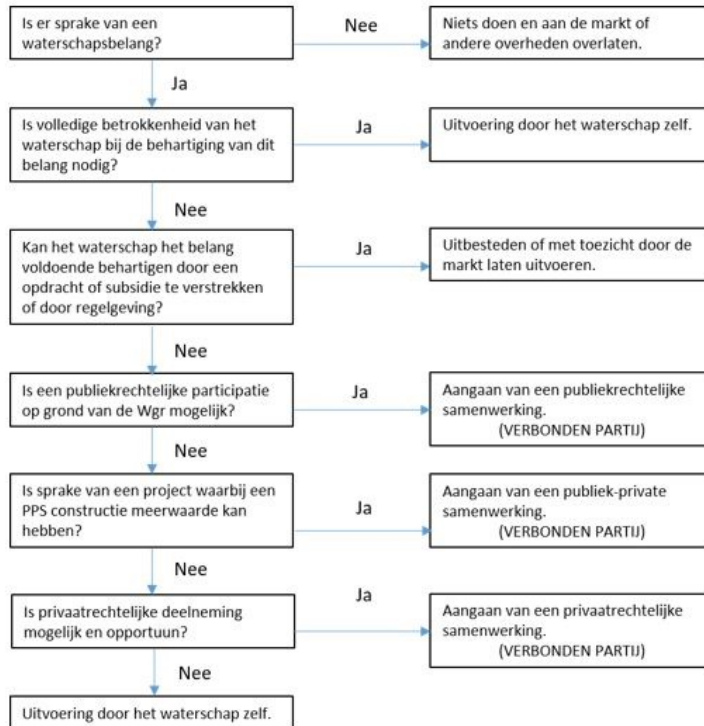 Is er sprake van een
waterschapsbelang?
Nee
Niets doen en aan de markt of
andere overheden overlaten.
Ja
Is volledige betrokkenheid van het
waterschap bij de behartiging van dit
belang nodig?
Ja
Uitvoering door het waterschap zelf.
Nee
Kan het waterschap het belang
voldoende behartigen door een
opdracht of subsidie te verstrekken
of door regelgeving?
Ja
Uitbesteden of met toezicht door de
markt laten uitvoeren.
Nee
Is een publiekrechtelijke participatie
op grond van de Wgr mogelijk?
Ja
Aangaan van een publiekrechtelijke
samenwerking.
(VERBONDEN PARTIJ)
Nee
Is sprake van een project waarbij een
PPS constructie meerwaarde kan
hebben?
Ja
Aangaan van een publiek-private
samenwerking.
(VERBONDEN PARTIJ)
Nee
Is privaatrechtelijke deelneming
mogelijk en opportuun?
Ja
Aangaan van een privaatrechtelijke
samenwerking.
(VERBONDEN PARTIJ)
Nee
Uitvoering door het waterschap zelf.